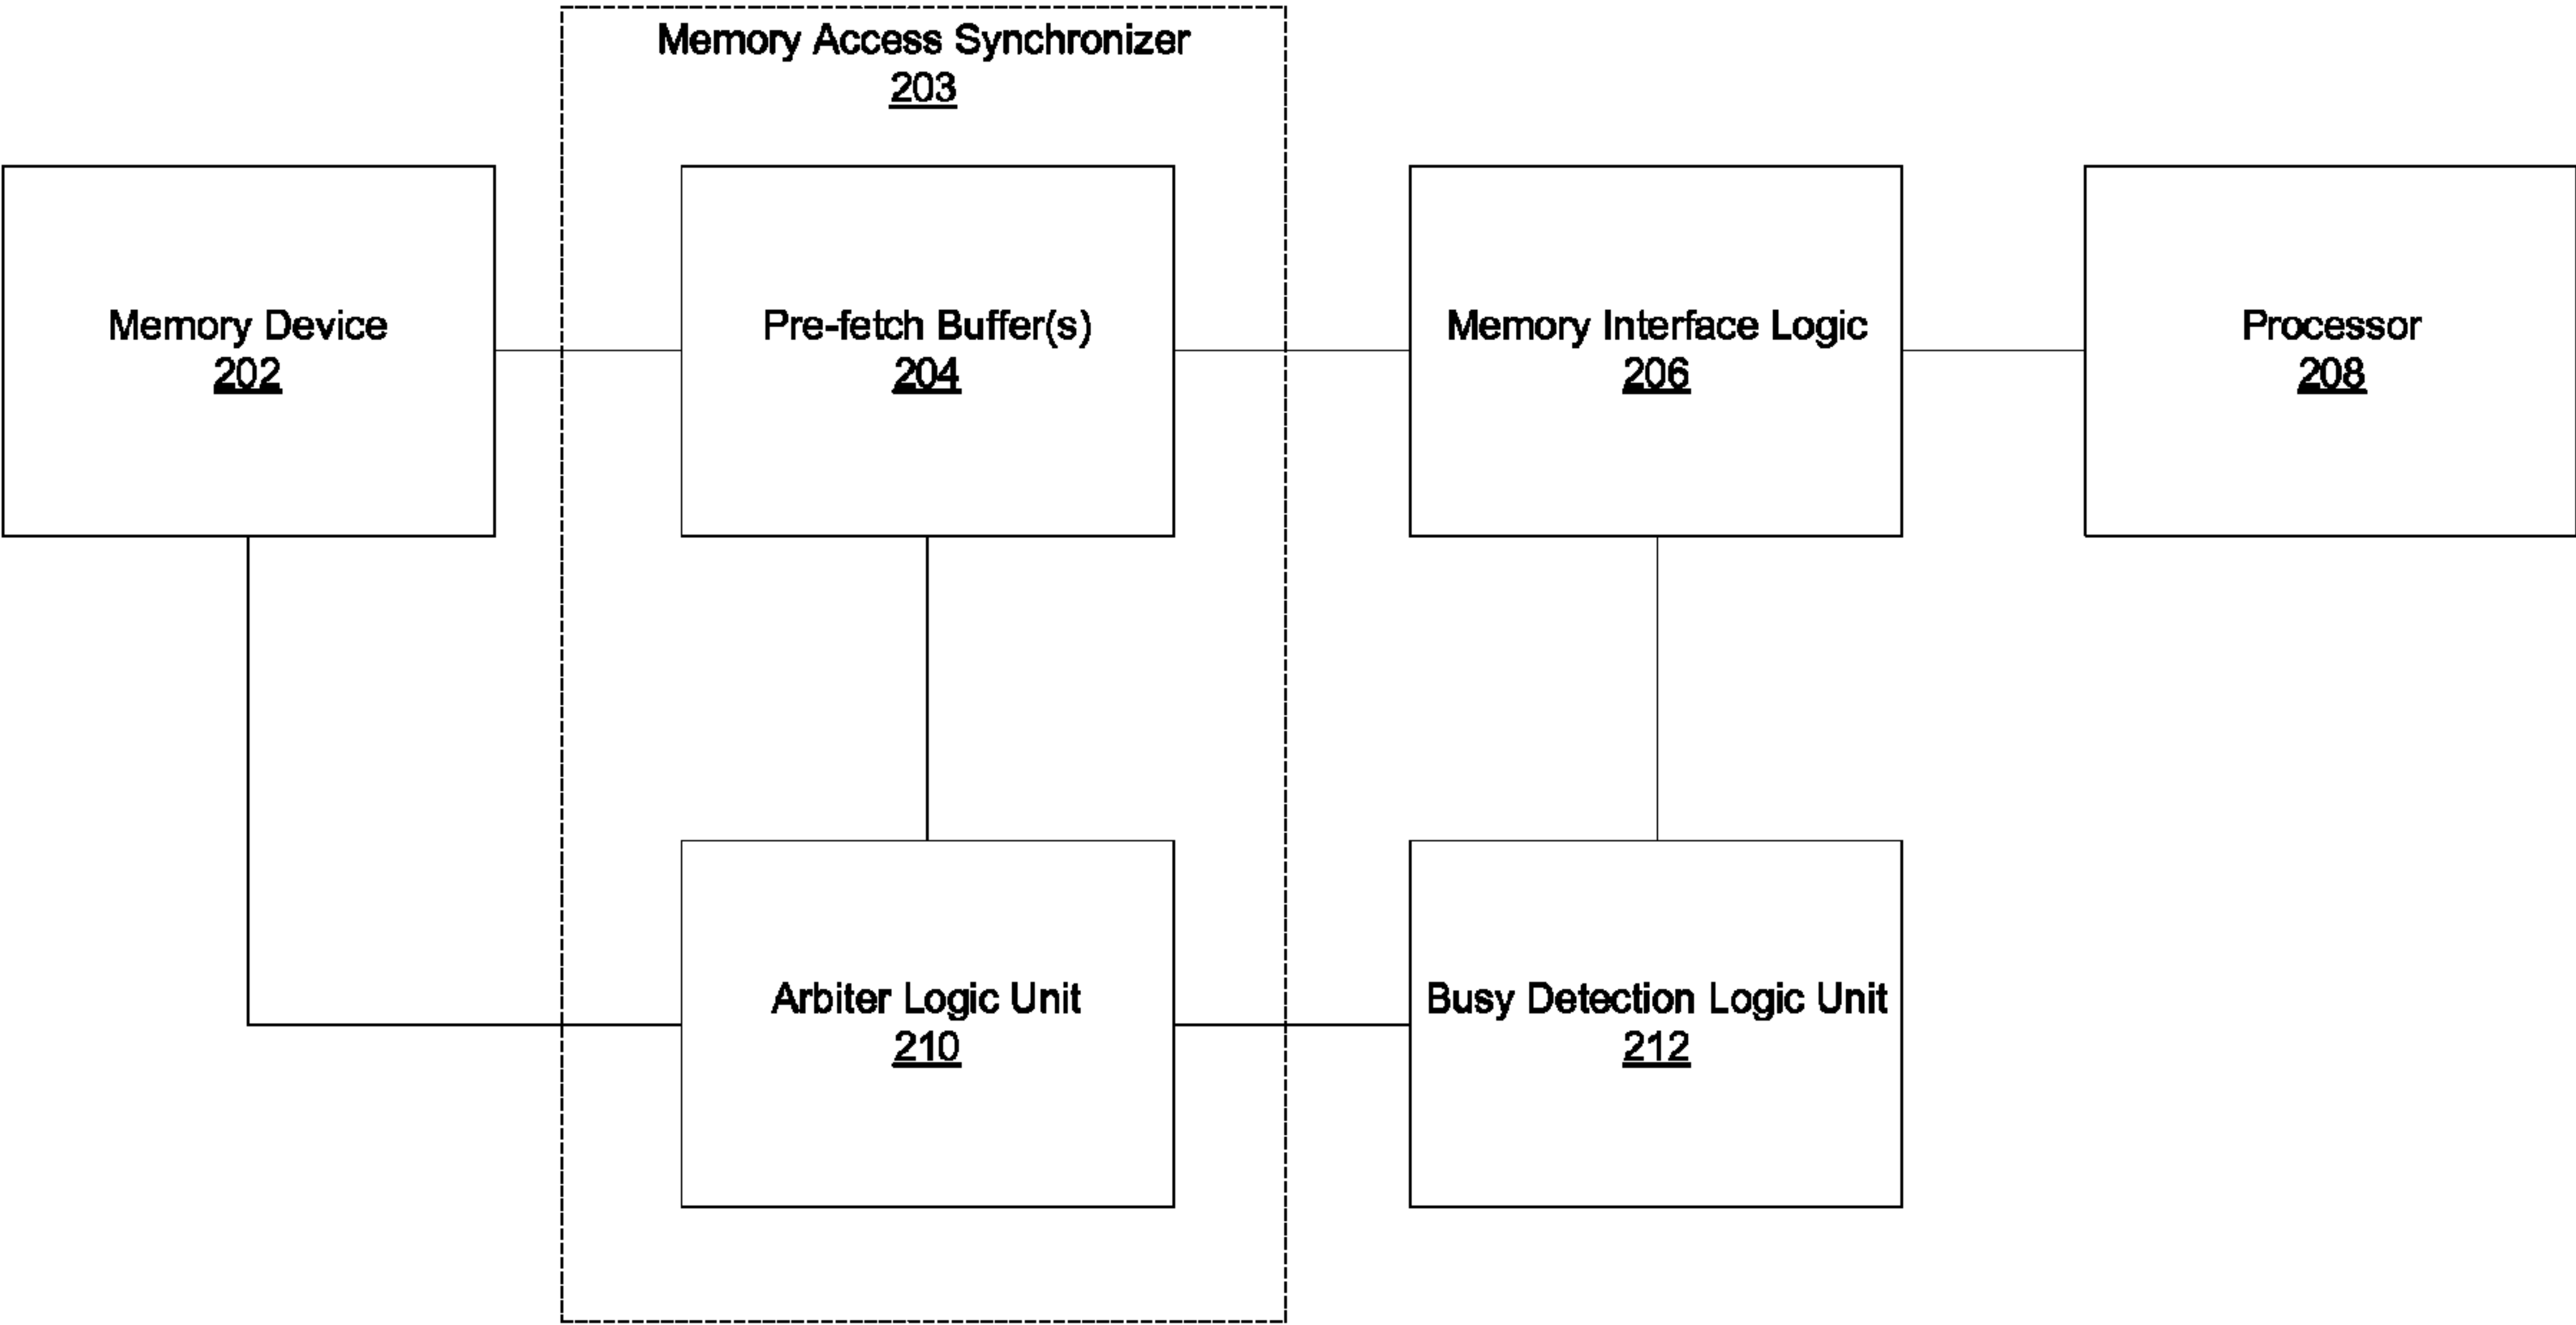 Memory Access Synchronizer
203
Memory Device
202
Pre-fetch Buffer(s)
204
Memory Interface Logic
206
Processor
208
Arbiter Logic Unit
210
Busy Detection Logic Unit
212